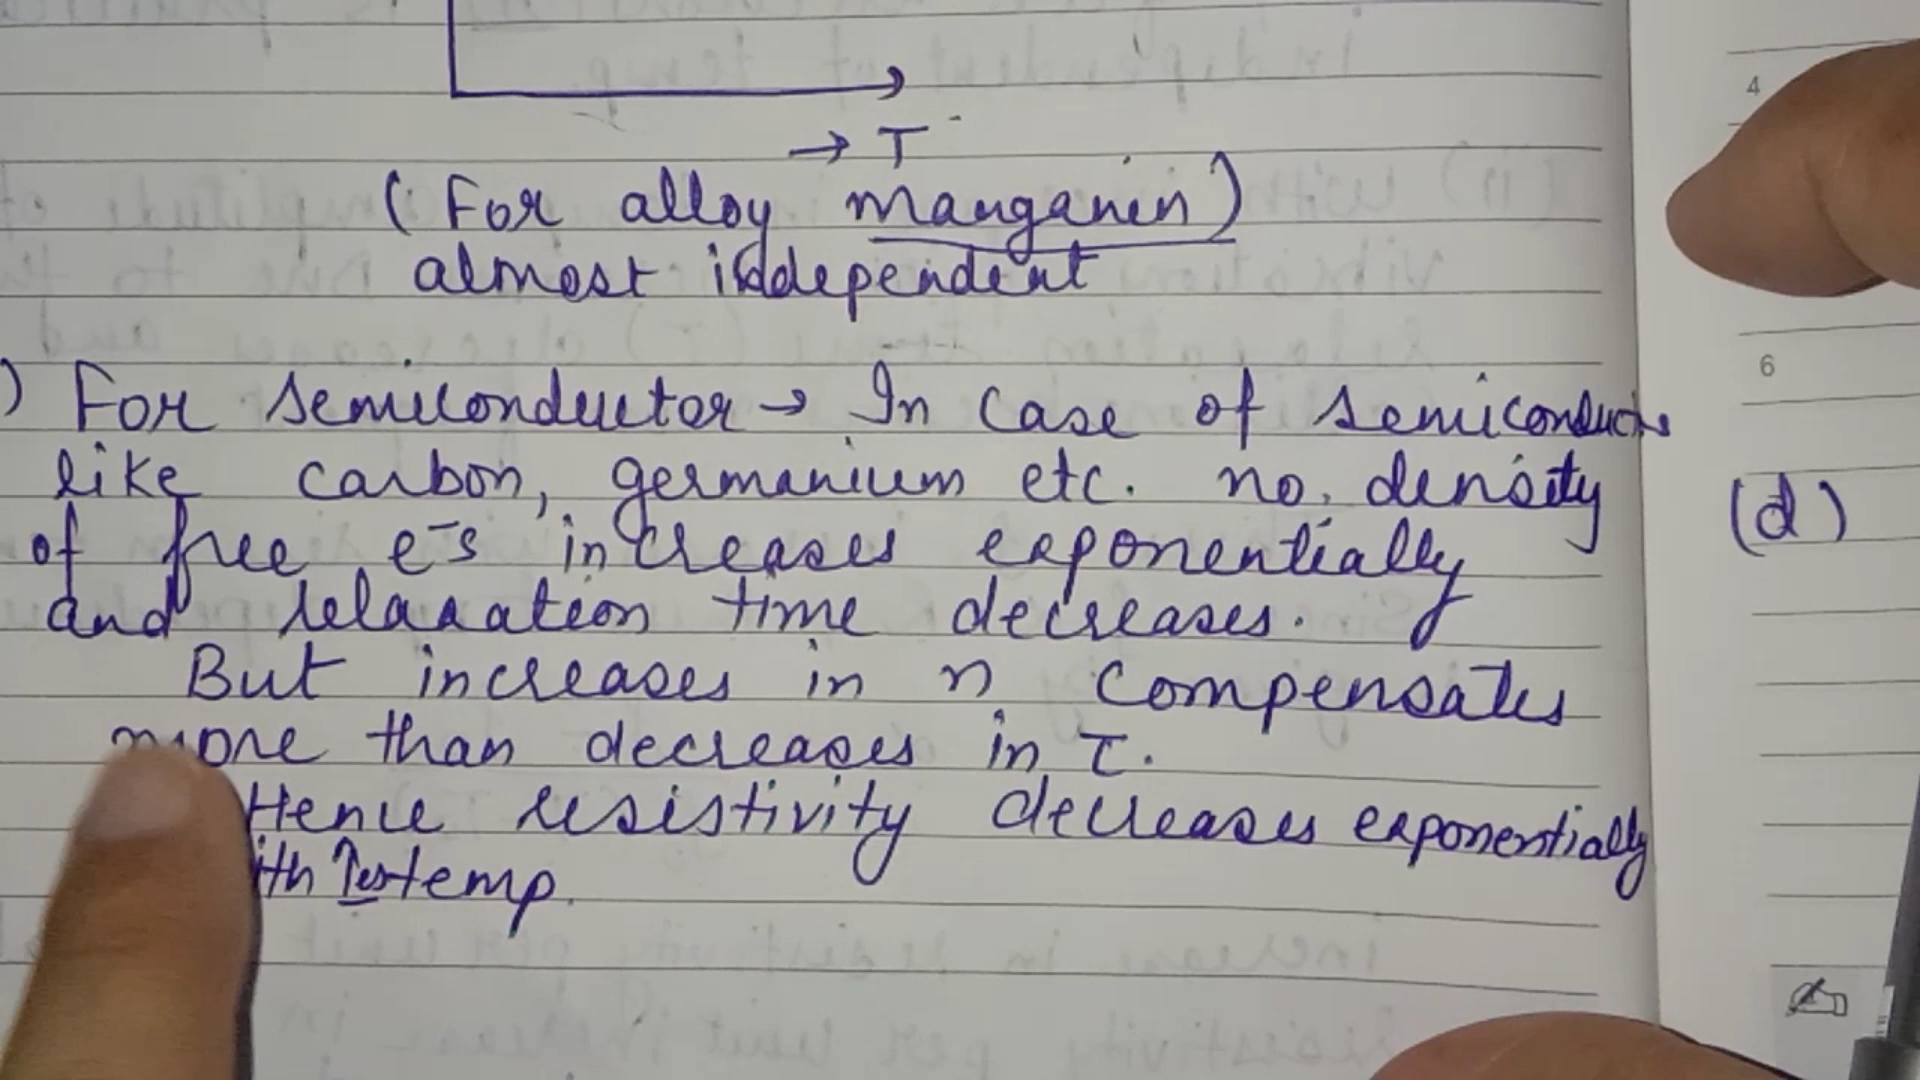 → T
(For alloy manganin)
almost independent
) For semiconductor → In case of semiconductors
like carbon, germanium etc. no. density
of free e⁻s increases exponentially
and relaxation time decreases.
But increases in n compensates
more than decreases in τ.
Hence resistivity decreases exponentially
ith temp.
4
6
(d)